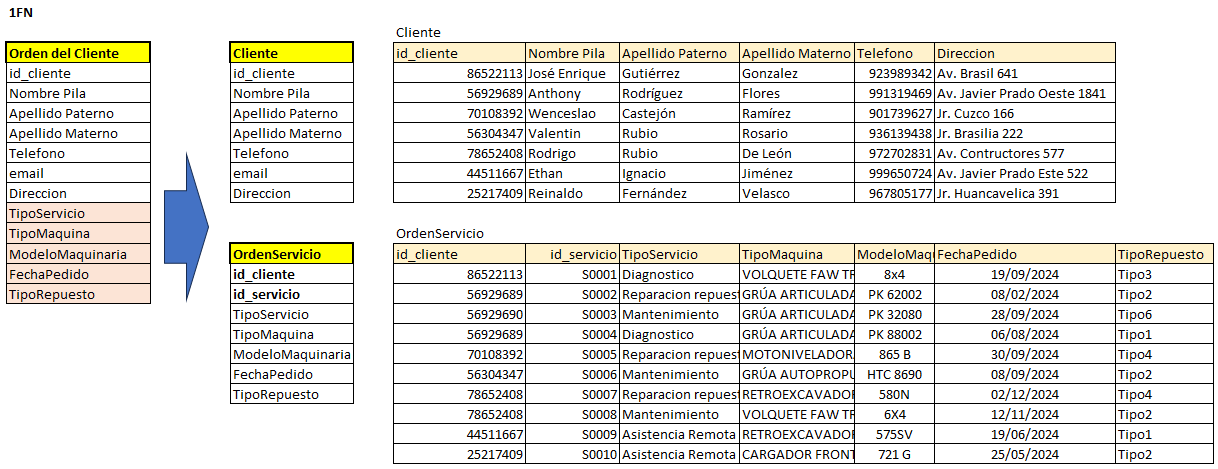 1FN
Orden del Cliente
id_cliente
Nombre Pila
Apellido Paterno
Apellido Materno
Telefono
email
Direccion
TipoServicio
TipoMaquina
ModeloMaquinaria
FechaPedido
TipoRepuesto
Cliente
id_cliente
Nombre Pila
Apellido Paterno
Apellido Materno
Telefono
email
Direccion
OrdenServicio
id_cliente
id_servicio
TipoServicio
TipoMaquina
ModeloMaquinaria
FechaPedido
TipoRepuesto
Cliente
id_cliente Nombre Pila Apellido Paterno Apellido Materno Telefono Direccion
86522113 José Enrique Gutiérrez Gonzalez 923989342 Av. Brasil 641
56929689 Anthony Rodríguez Flores 991319469 Av. Javier Prado Oeste 1841
70108392 Wenceslao Castejón Ramírez 901739627 Jr. Cuzco 166
56304347 Valentin Rubio Rosario 936139438 Jr. Brasilia 222
78652408 Rodrigo Rubio De León 972702831 Av. Contructores 577
44511667 Ethan Ignacio Jiménez 999650724 Av. Javier Prado Este 522
25217409 Reinaldo Fernández Velasco 967805177 Jr. Huancavelica 391
OrdenServicio
id_cliente id_servicio TipoServicio TipoMaquina ModeloMaqu FechaPedido TipoRepuesto
86522113 S0001 Diagnostico VOLQUETE FAW TR 8x4 19/09/2024 Tipo3
56929689 S0002 Reparacion repuest GRÚA ARTICULADA PK 62002 08/02/2024 Tipo2
56929690 S0003 Mantenimiento GRÚA ARTICULADA PK 32080 28/09/2024 Tipo6
56929689 S0004 Diagnostico GRÚA ARTICULADA PK 88002 06/08/2024 Tipo1
70108392 S0005 Reparacion repuest MOTONIVELADORA 865 B 30/09/2024 Tipo4
56304347 S0006 Mantenimiento GRÚA AUTOPROPU HTC 8690 08/09/2024 Tipo2
78652408 S0007 Reparacion repuest RETROEXCAVADOR 580N 02/12/2024 Tipo4
78652408 S0008 Mantenimiento VOLQUETE FAW TR 6X4 12/11/2024 Tipo2
44511667 S0009 Asistencia Remota RETROEXCAVADOR 575SV 19/06/2024 Tipo1
25217409 S0010 Asistencia Remota CARGADOR FRONT 721 G 25/05/2024 Tipo2